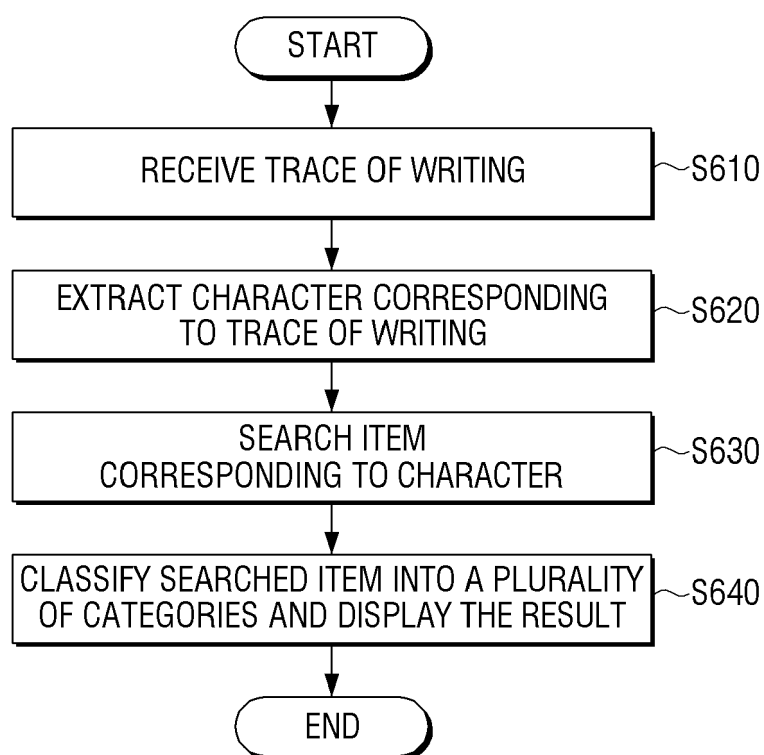 START
RECEIVE TRACE OF WRITING
S610
EXTRACT CHARACTER CORRESPONDING
TO TRACE OF WRITING
S620
SEARCH ITEM
CORRESPONDING TO CHARACTER
S630
CLASSIFY SEARCHED ITEM INTO A PLURALITY
OF CATEGORIES AND DISPLAY THE RESULT
S640
END